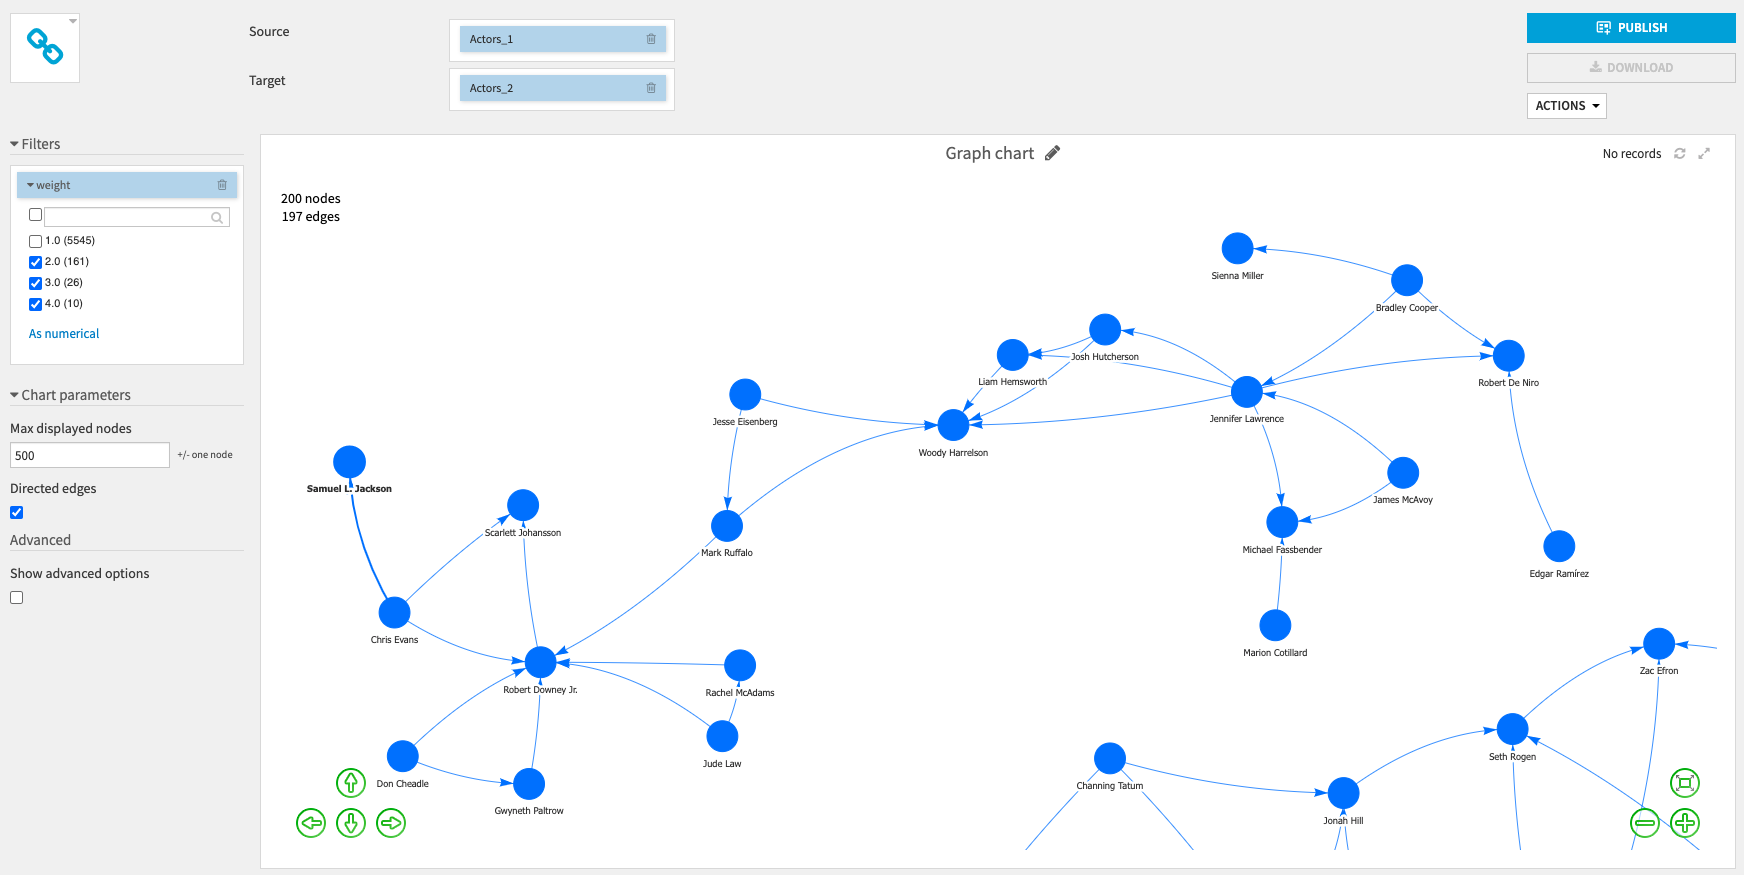 Source
Actors_1
Target
Actors_2
PUBLISH
DOWNLOAD
ACTIONS
Filters
weight
1.0 (5545)
2.0 (161)
3.0 (26)
4.0 (10)
As numerical
Chart parameters
Max displayed nodes
500
+/- one node
Directed edges
Advanced
Show advanced options
Graph chart
No records
200 nodes
197 edges
Sienna Miller
Bradley Cooper
Josh Hutcherson
Liam Hemsworth
Robert De Niro
Jesse Eisenberg
Jennifer Lawrence
Woody Harrelson
Samuel L. Jackson
James McAvoy
Scarlett Johansson
Mark Ruffalo
Michael Fassbender
Edgar Ramírez
Chris Evans
Marion Cotillard
Zac Efron
Robert Downey Jr.
Rachel McAdams
Jude Law
Seth Rogen
Don Cheadle
Channing Tatum
Gwyneth Paltrow
Jonah Hill